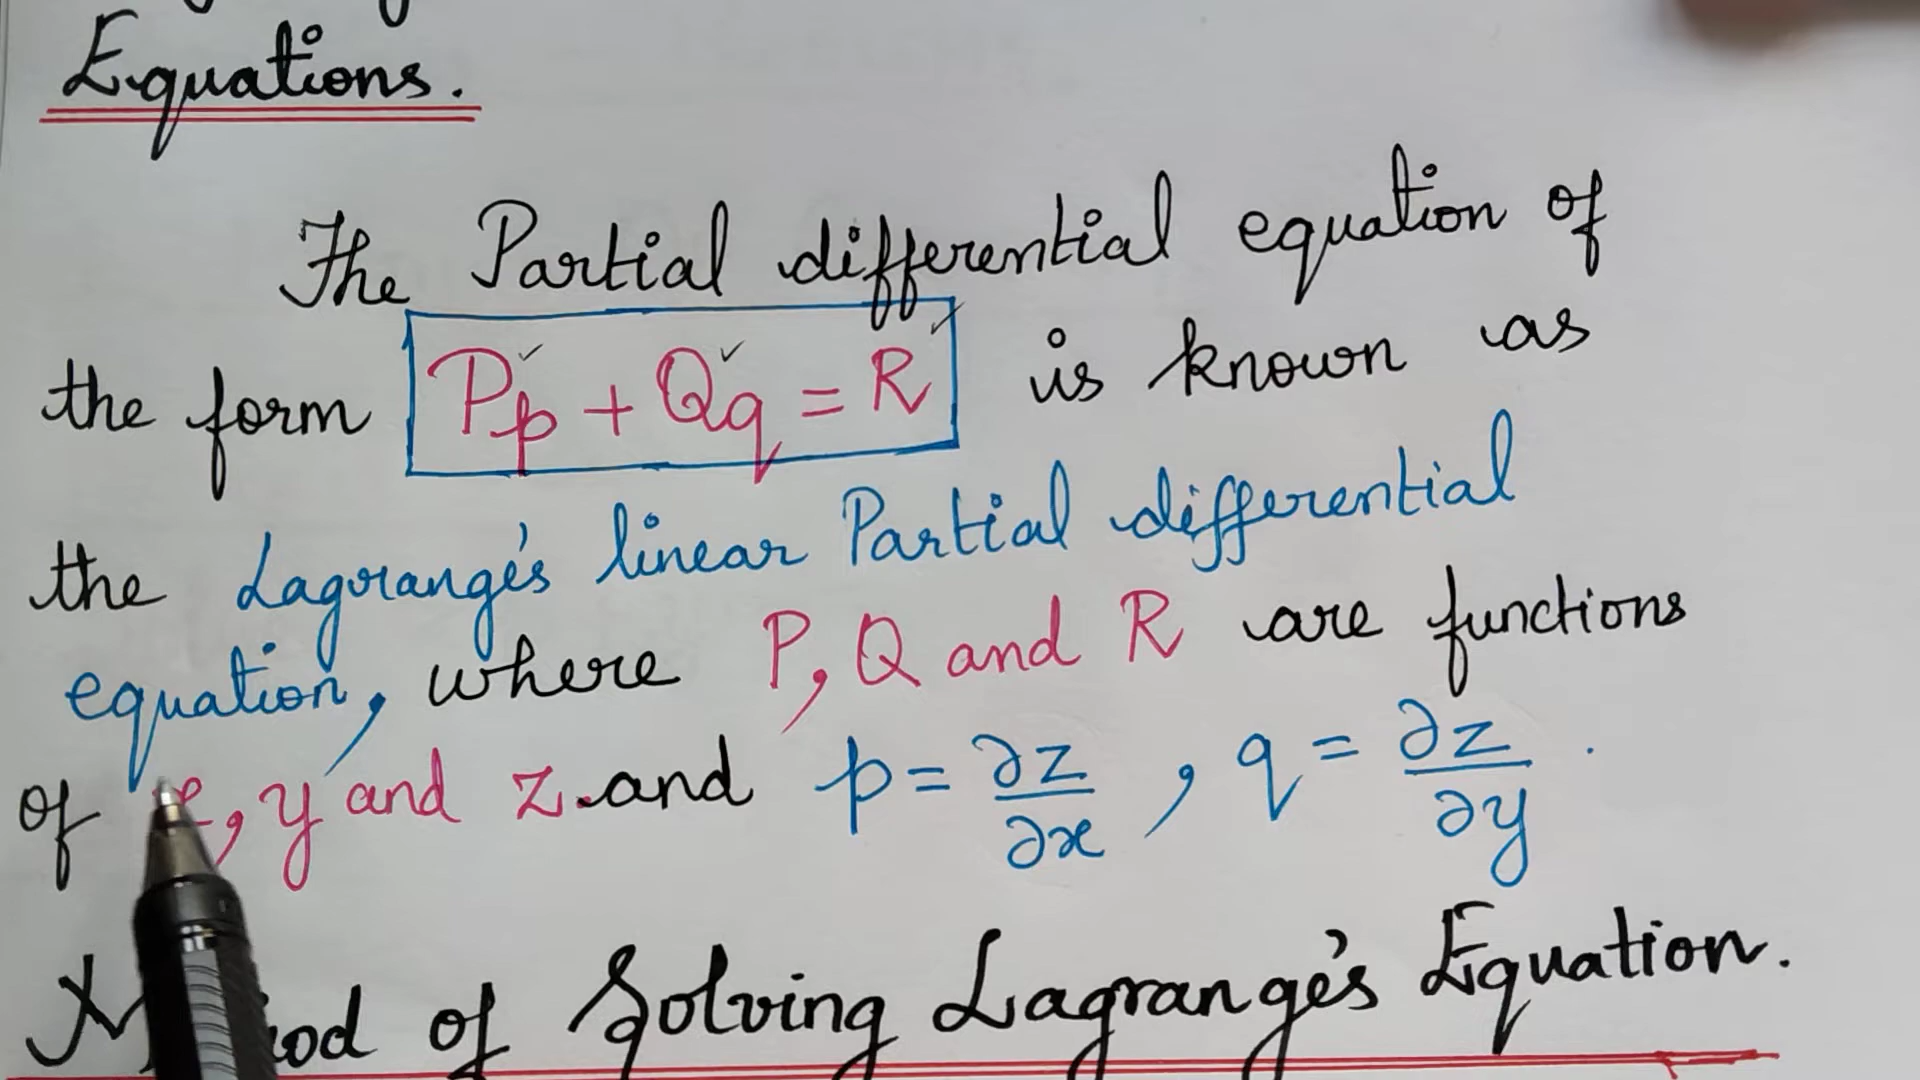 Equations.
The Partial differential equation of
the form Pp + Qq = R is known as
the Lagrange's linear Partial differential
equation, where P, Q and R are functions
of x, y and z. and p = ∂z/∂x , q = ∂z/∂y .
of Solving Lagrange's Equation.